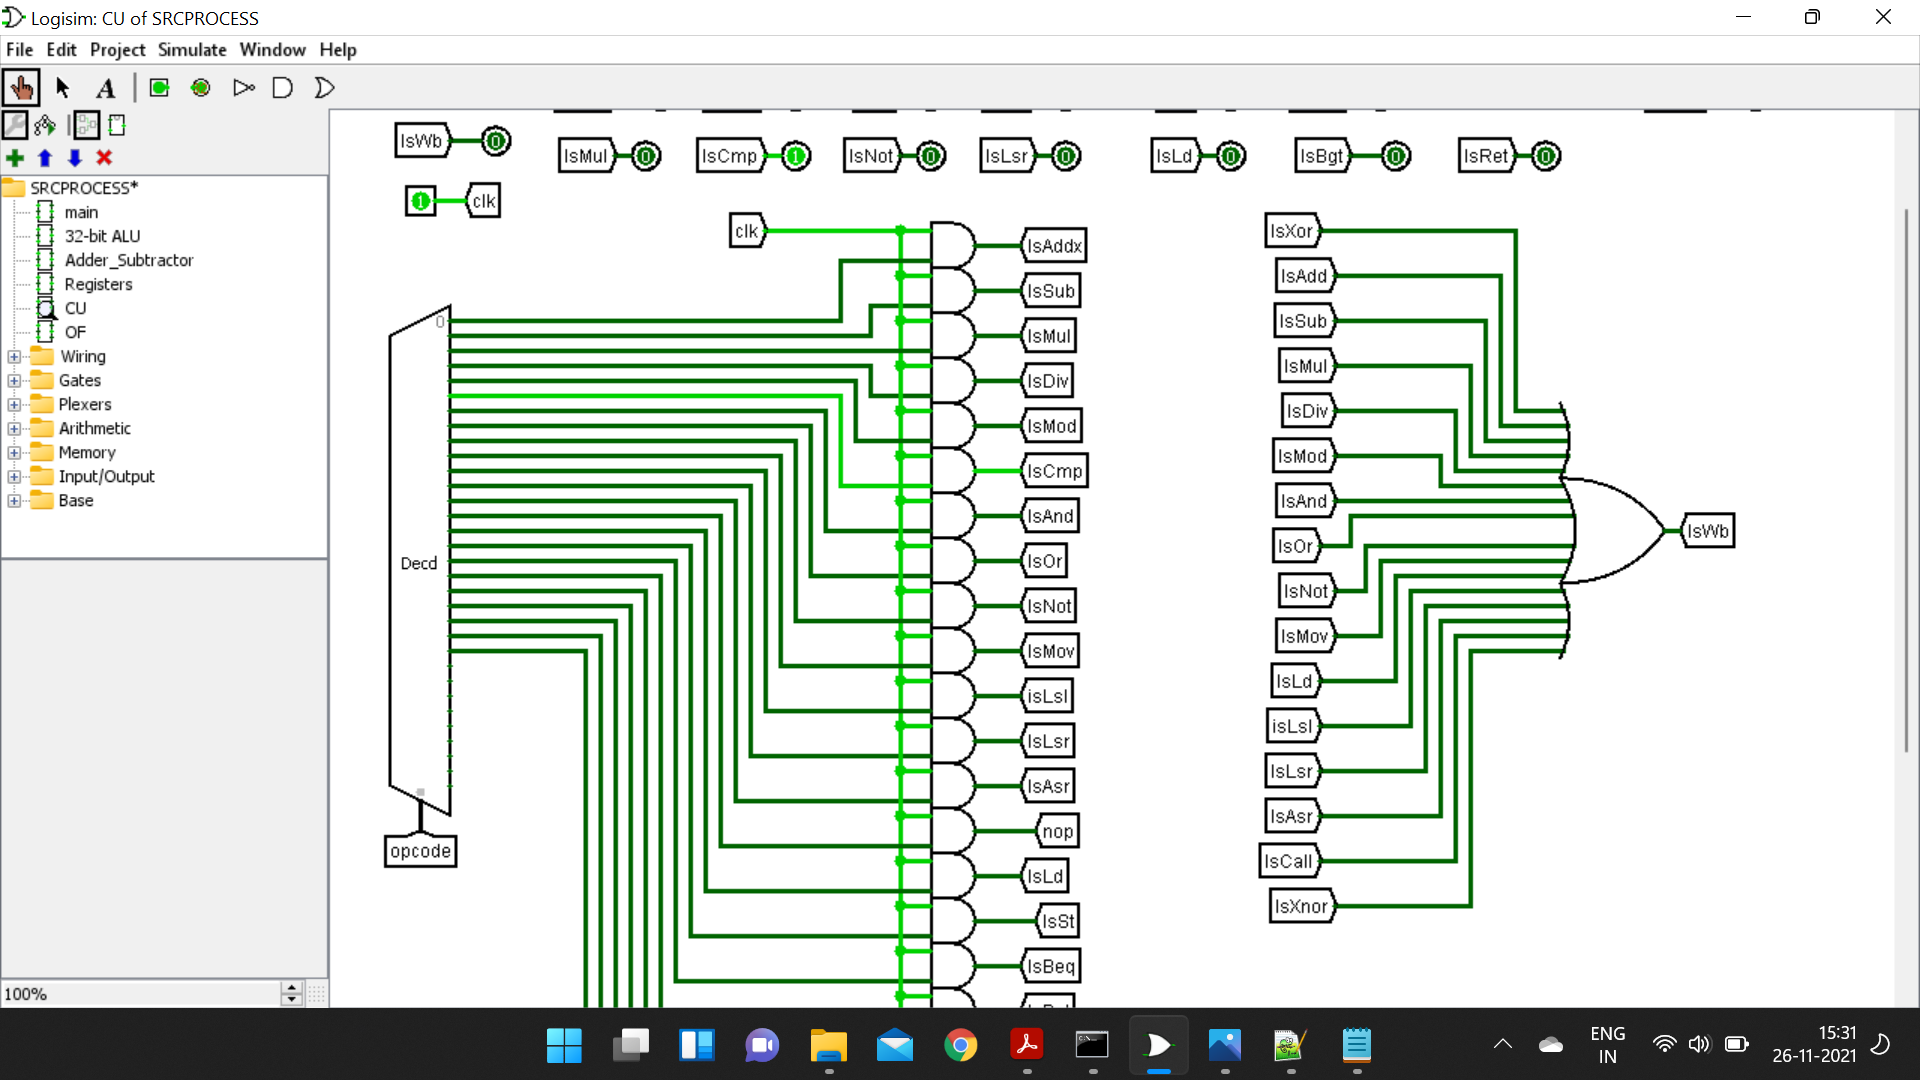 Logisim: CU of SRCPROCESS
File Edit Project Simulate Window Help
A
SRCPROCESS*
main
32-bit ALU
Adder_Subtractor
Registers
CU
OF
Wiring
Gates
Plexers
Arithmetic
Memory
Input/Output
Base
100%
IsWb 0
IsMul 0
IsCmp 1
IsNot 0
IsLsr 0
IsLd 0
IsBgt 0
IsRet 0
1 clk
clk
0
Decd
opcode
IsAddx
IsSub
IsMul
IsDiv
IsMod
IsCmp
IsAnd
IsOr
IsNot
IsMov
isLsl
IsLsr
IsAsr
nop
IsLd
IsSt
IsBeq
IsXor
IsAdd
IsSub
IsMul
IsDiv
IsMod
IsAnd
IsOr
IsNot
IsMov
IsLd
isLsl
IsLsr
IsAsr
IsCall
IsXnor
IsWb
ENG
IN
15:31
26-11-2021